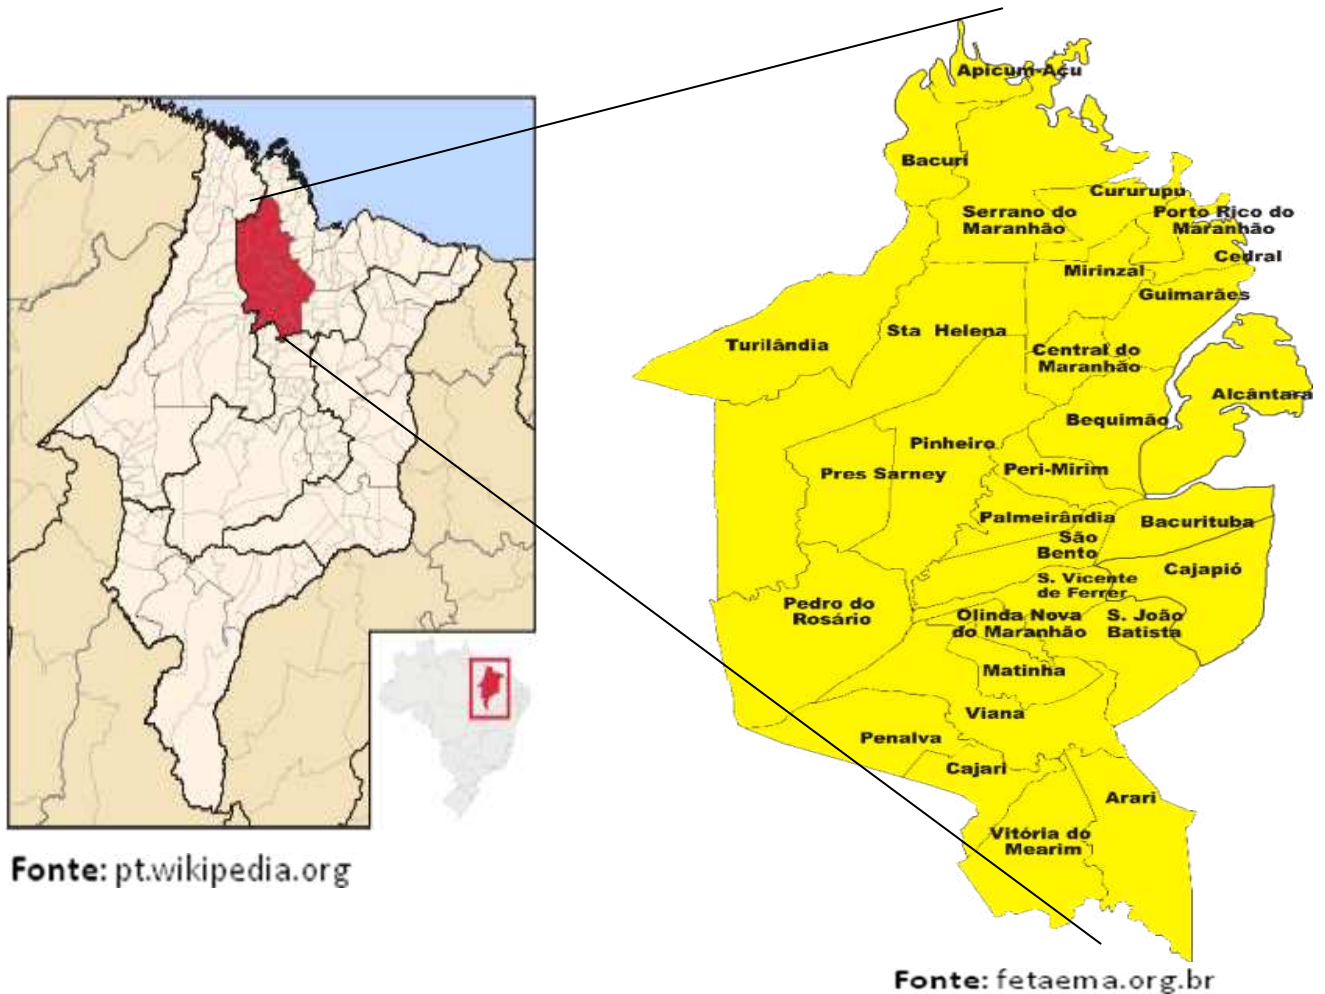 Apicum-Açu
Bacuri
Cururupu
Serrano do
Maranhão
Porto Rico do
Maranhão
Cedral
Mirinzal
Guimarães
Turilândia
Sta Helena
Central do
Maranhão
Alcântara
Bequimão
Pinheiro
Pres Sarney
Peri-Mirim
Palmeirândia
Bacurituba
São
Bento
Cajapió
S. Vicente
de Ferrer
Pedro do
Rosário
Olinda Nova
do Maranhão
S. João
Batista
Matinha
Viana
Penalva
Cajari
Arari
Vitória do
Mearim
Fonte: pt.wikipedia.org
Fonte: fetaema.org.br